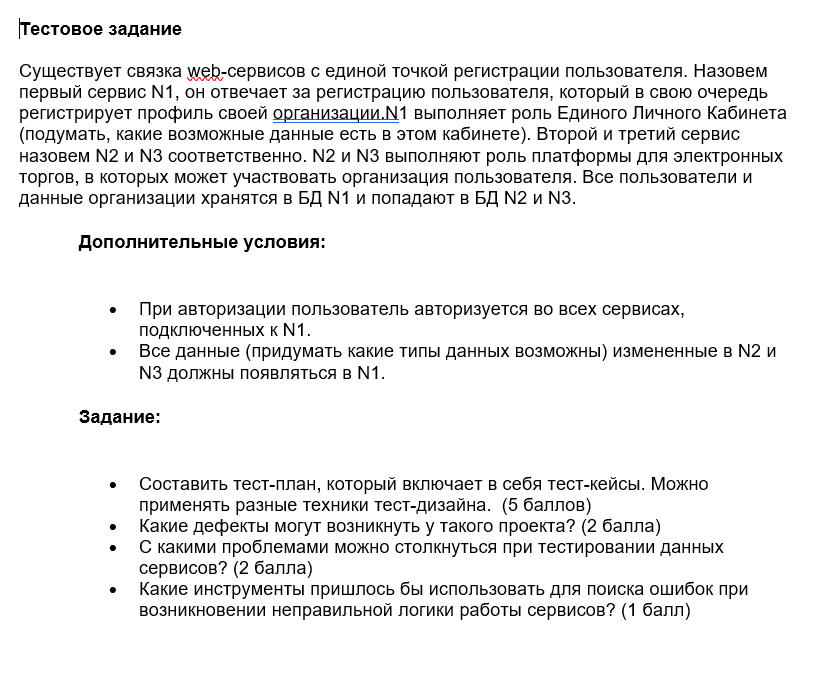 Тестовое задание
Существует связка web-сервисов с единой точкой регистрации пользователя. Назовем
первый сервис N1, он отвечает за регистрацию пользователя, который в свою очередь
регистрирует профиль своей организации.N1 выполняет роль Единого Личного Кабинета
(подумать, какие возможные данные есть в этом кабинете). Второй и третий сервис
назовем N2 и N3 соответственно. N2 и N3 выполняют роль платформы для электронных
торгов, в которых может участвовать организация пользователя. Все пользователи и
данные организации хранятся в БД N1 и попадают в БД N2 и N3.
Дополнительные условия:
• При авторизации пользователь авторизуется во всех сервисах,
подключенных к N1.
• Все данные (придумать какие типы данных возможны) измененные в N2 и
N3 должны появляться в N1.
Задание:
• Составить тест-план, который включает в себя тест-кейсы. Можно
применять разные техники тест-дизайна. (5 баллов)
• Какие дефекты могут возникнуть у такого проекта? (2 балла)
• С какими проблемами можно столкнуться при тестировании данных
сервисов? (2 балла)
• Какие инструменты пришлось бы использовать для поиска ошибок при
возникновении неправильной логики работы сервисов? (1 балл)